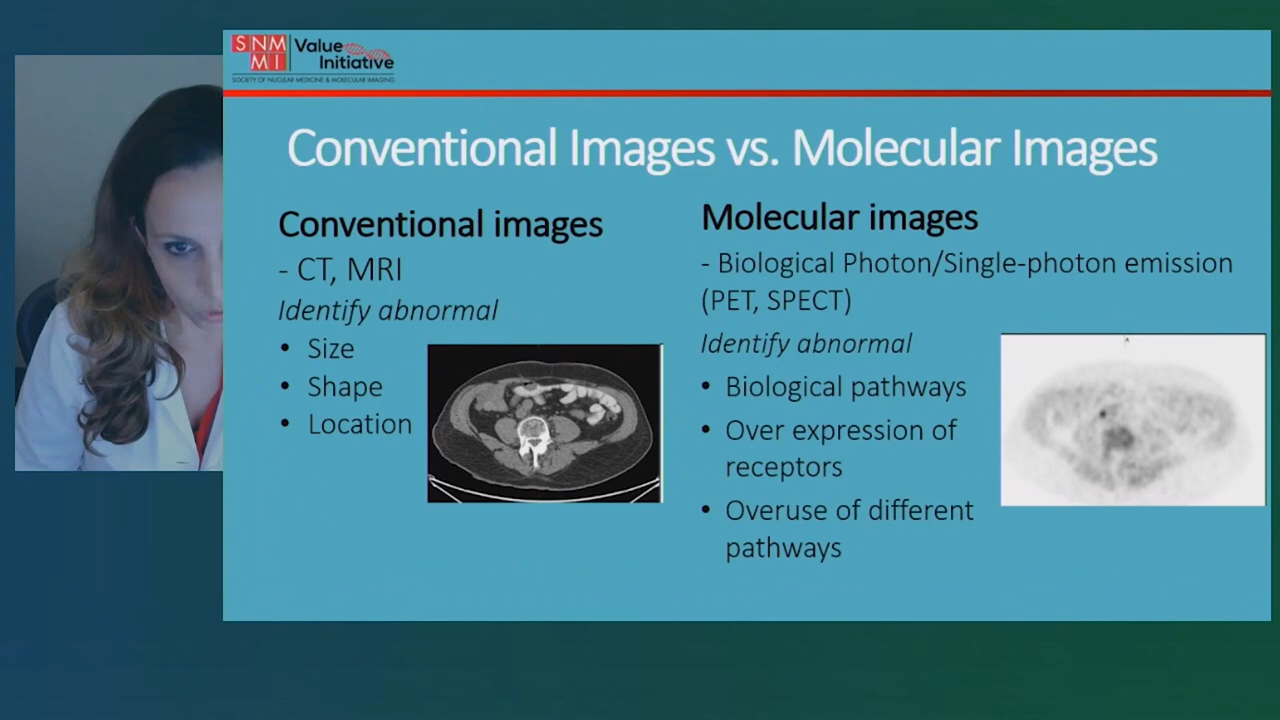 SNM
MI
Value
Initiative
SOCIETY OF NUCLEAR MEDICINE & MOLECULAR IMAGING
Conventional Images vs. Molecular Images
Conventional images
- CT, MRI
Identify abnormal
• Size
• Shape
• Location
Molecular images
- Biological Photon/Single-photon emission
(PET, SPECT)
Identify abnormal
• Biological pathways
• Over expression of
receptors
• Overuse of different
pathways
A